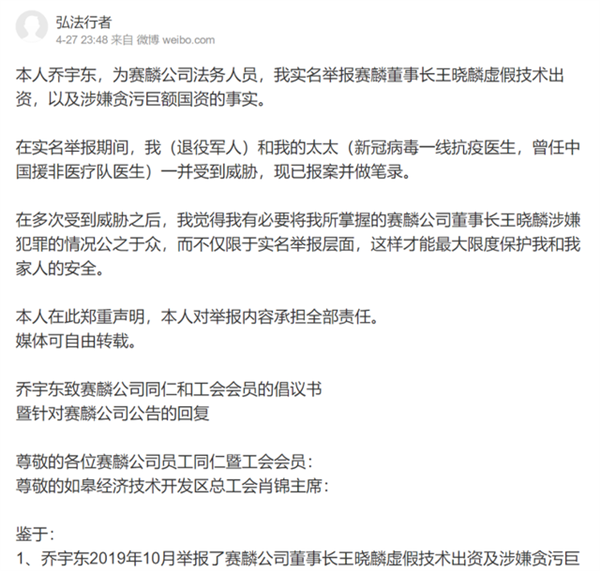 弘法行者
4-27 23:48 来自 微博 weibo.com
本人乔宇东，为赛麟公司法务人员，我实名举报赛麟董事长王晓麟虚假技术出
资，以及涉嫌贪污巨额国资的事实。
在实名举报期间，我（退役军人）和我的太太（新冠病毒一线抗疫医生，曾任中
国援非医疗队医生）一并受到威胁，现已报案并做笔录。
在多次受到威胁之后，我觉得我有必要将我所掌握的赛麟公司董事长王晓麟涉嫌
犯罪的情况公之于众，而不仅限于实名举报层面，这样才能最大限度保护我和我
家人的安全。
本人在此郑重声明，本人对举报内容承担全部责任。
媒体可自由转载。
乔宇东致赛麟公司同仁和工会会员的倡议书
暨针对赛麟公司公告的回复
尊敬的各位赛麟公司员工同仁暨工会会员：
尊敬的如皋经济技术开发区总工会肖锦主席：
鉴于：
1、乔宇东2019年10月举报了赛麟公司董事长王晓麟虚假技术出资及涉嫌贪污巨